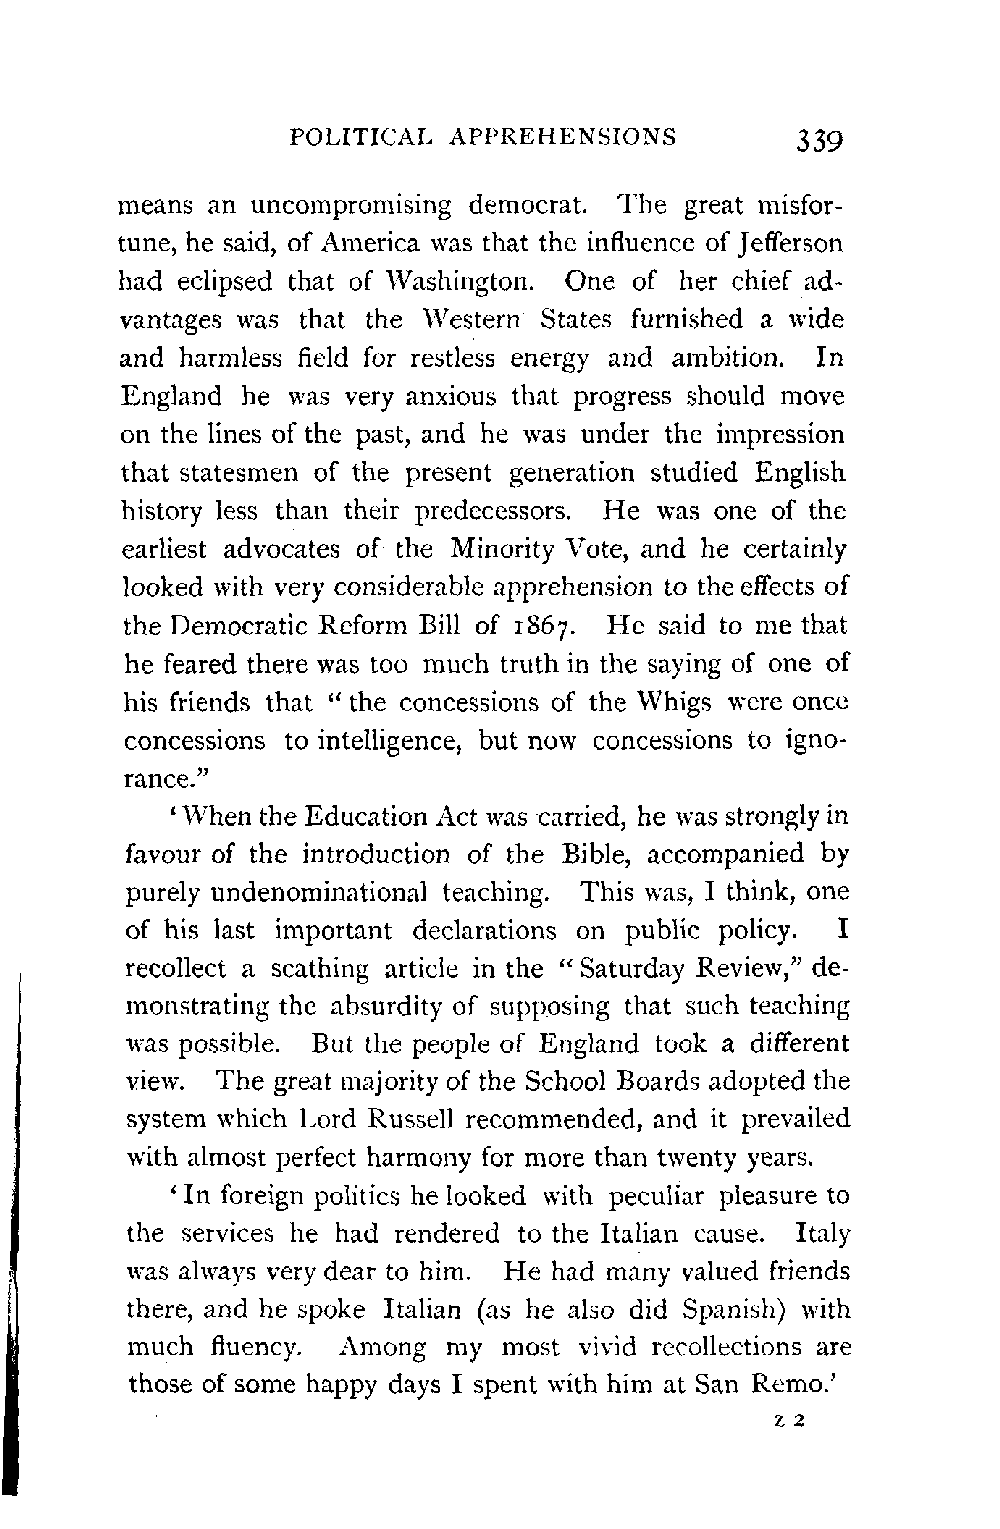 POLITICAL APPREHENSIONS 339
means an uncompromising democrat. The great misfor-
tune, he said, of America was that the influence of Jefferson
had eclipsed that of Washington. One of her chief ad-
vantages was that the Western States furnished a wide
and harmless field for restless energy and ambition. In
England he was very anxious that progress should move
on the lines of the past, and he was under the impression
that statesmen of the present generation studied English
history less than their predecessors. He was one of the
earliest advocates of the Minority Vote, and he certainly
looked with very considerable apprehension to the effects of
the Democratic Reform Bill of 1867. He said to me that
he feared there was too much truth in the saying of one of
his friends that “the concessions of the Whigs were once
concessions to intelligence, but now concessions to igno-
rance.”
‘When the Education Act was carried, he was strongly in
favour of the introduction of the Bible, accompanied by
purely undenominational teaching. This was, I think, one
of his last important declarations on public policy. I
recollect a scathing article in the “Saturday Review,” de-
monstrating the absurdity of supposing that such teaching
was possible. But the people of England took a different
view. The great majority of the School Boards adopted the
system which Lord Russell recommended, and it prevailed
with almost perfect harmony for more than twenty years.
‘In foreign politics he looked with peculiar pleasure to
the services he had rendered to the Italian cause. Italy
was always very dear to him. He had many valued friends
there, and he spoke Italian (as he also did Spanish) with
much fluency. Among my most vivid recollections are
those of some happy days I spent with him at San Remo.’
Z 2